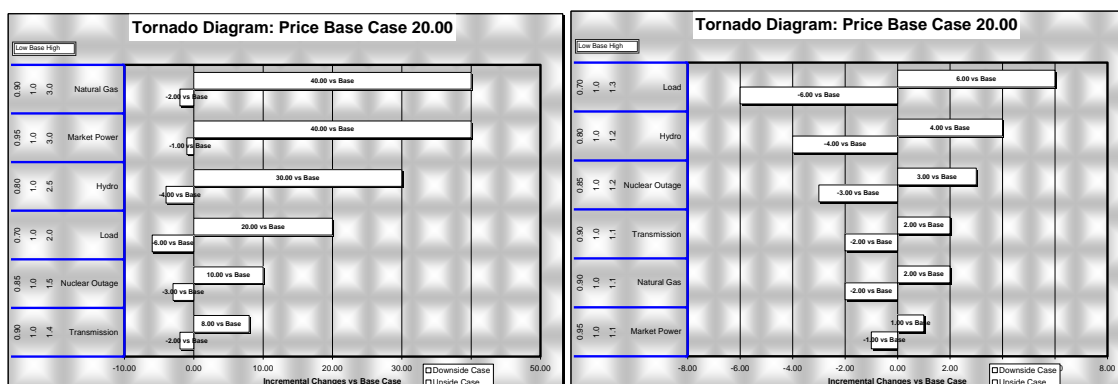 Tornado Diagram: Price Base Case 20.00
Low Base High
0.90 1.0 3.0 Natural Gas
40.00 vs Base
-2.00 vs Base
0.95 1.0 3.0 Market Power
40.00 vs Base
-1.00 vs Base
0.80 1.0 2.5 Hydro
30.00 vs Base
-4.00 vs Base
0.70 1.0 2.0 Load
20.00 vs Base
-6.00 vs Base
0.85 1.0 1.5 Nuclear Outage
10.00 vs Base
-3.00 vs Base
0.90 1.0 1.4 Transmission
8.00 vs Base
-2.00 vs Base
-10.00 0.00 10.00 20.00 30.00 40.00 50.00
Incremental Changes vs Base Case
Downside Case
Upside Case
Tornado Diagram: Price Base Case 20.00
Low Base High
0.70 1.0 1.3 Load
6.00 vs Base
-6.00 vs Base
0.80 1.0 1.2 Hydro
4.00 vs Base
-4.00 vs Base
0.85 1.0 1.2 Nuclear Outage
3.00 vs Base
-3.00 vs Base
0.90 1.0 1.1 Transmission
2.00 vs Base
-2.00 vs Base
0.90 1.0 1.1 Natural Gas
2.00 vs Base
-2.00 vs Base
0.95 1.0 1.1 Market Power
1.00 vs Base
-1.00 vs Base
-8.00 -6.00 -4.00 -2.00 0.00 2.00 4.00 6.00 8.00
Incremental Changes vs Base Case
Downside Case
Upside Case